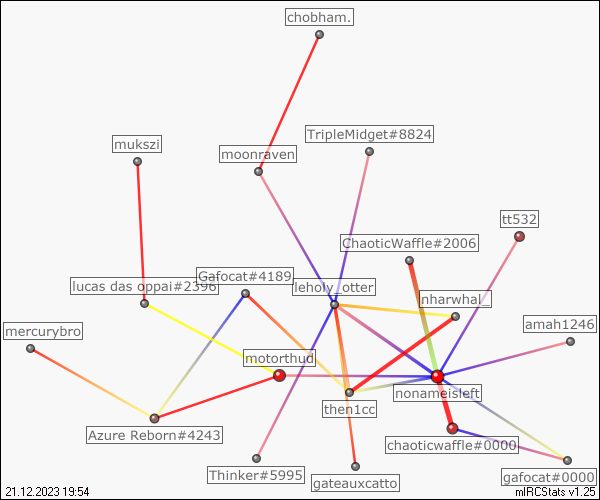 chobham.
TripleMidget#8824
mukszi
moonraven
tt532
ChaoticWaffle#2006
Gafocat#4189
lucas das oppai#2396
leholy_otter
nharwhal_
amah1246
mercurybro
motorthud
nonameisleft
then1cc
Azure Reborn#4243
chaoticwaffle#0000
Thinker#5995
gateauxcatto
gafocat#0000
21.12.2023 19:54
mIRCStats v1.25